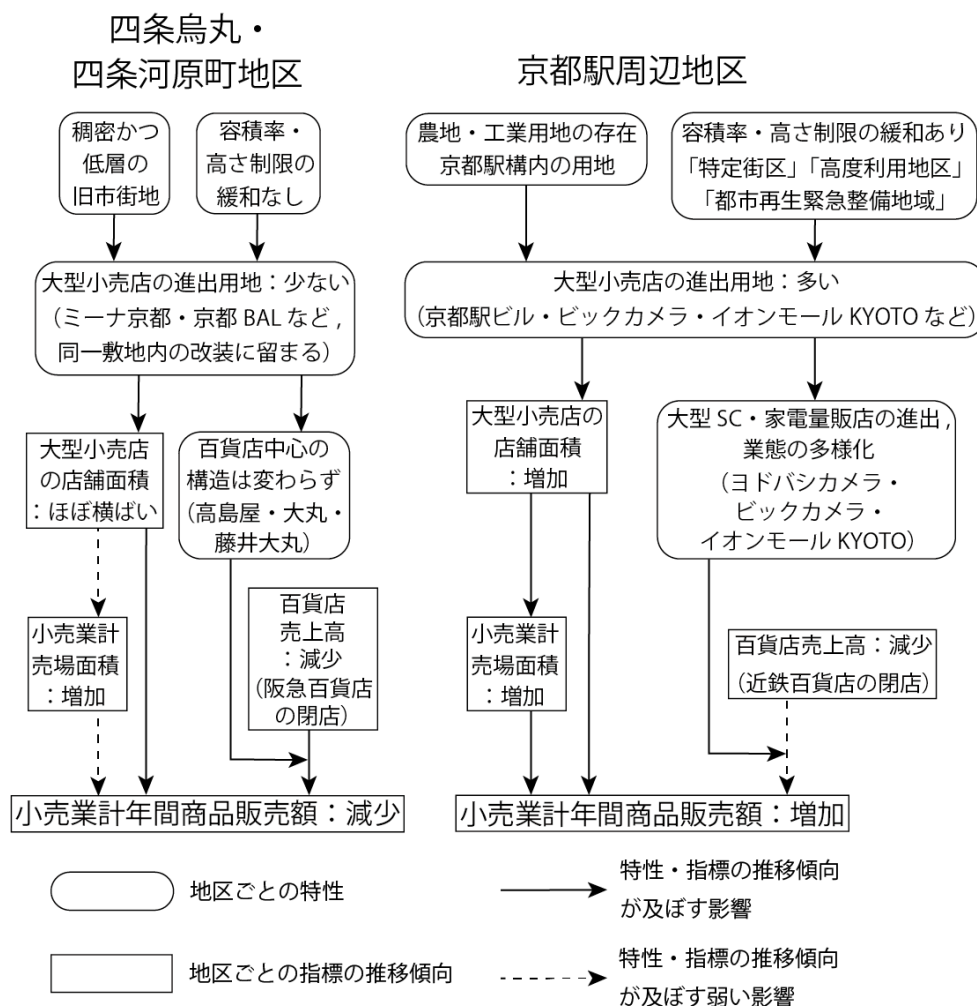 四条烏丸・
四条河原町地区
稠密かつ
低層の
旧市街地
容積率・
高さ制限の
緩和なし
大型小売店の進出用地：少ない
（ミーナ京都・京都 BAL など ,
同一敷地内の改装に留まる）
大型小売店
の店舗面積
：ほぼ横ばい
百貨店中心の
構造は変わらず
（高島屋・大丸・
藤井大丸）
小売業計
売場面積
：増加
百貨店
売上高
：減少
（阪急百貨店
の閉店）
小売業計年間商品販売額：減少
京都駅周辺地区
農地・工業用地の存在
京都駅構内の用地
容積率・高さ制限の緩和あり
「特定街区」「高度利用地区」
「都市再生緊急整備地域」
大型小売店の進出用地：多い
（京都駅ビル・ビックカメラ・イオンモール KYOTO など）
大型小売店の
店舗面積
：増加
大型 SC・家電量販店の進出 ,
業態の多様化
（ヨドバシカメラ・
ビックカメラ・
イオンモール KYOTO）
小売業計
売場面積
：増加
百貨店売上高：減少
（近鉄百貨店の閉店）
小売業計年間商品販売額：増加
地区ごとの特性
特性・指標の推移傾向
が及ぼす影響
地区ごとの指標の推移傾向
特性・指標の推移傾向
が及ぼす弱い影響